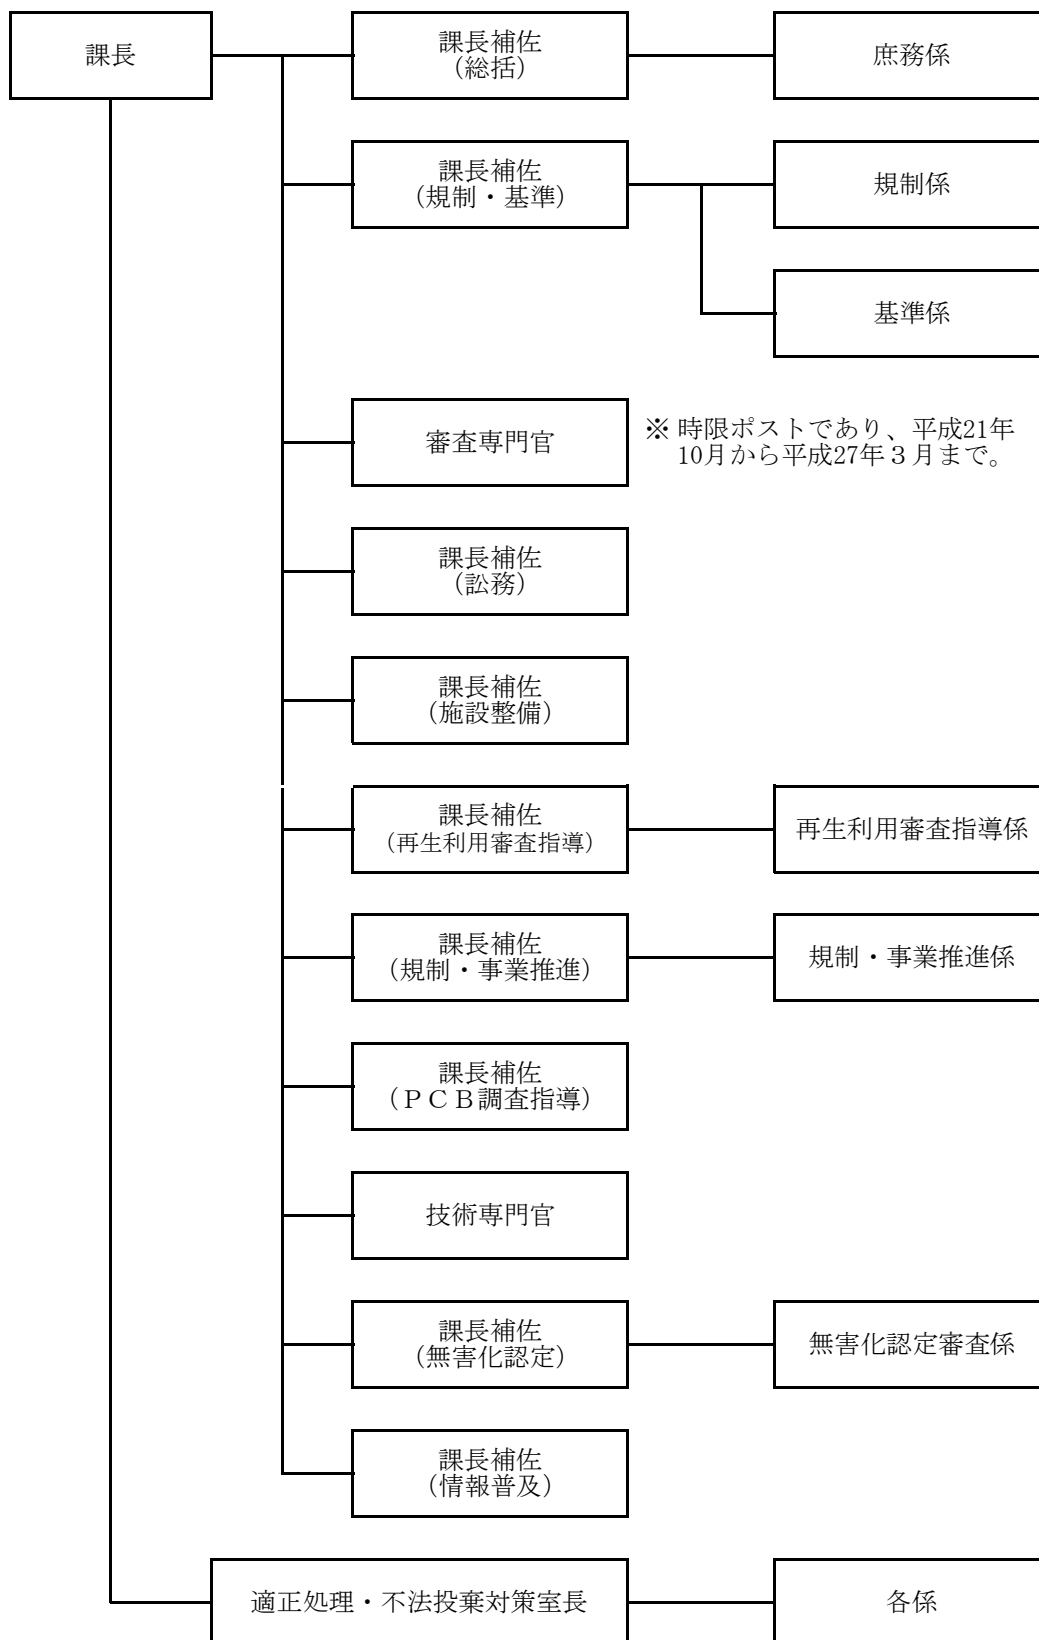 課長
課長補佐
（総括）
庶務係
課長補佐
（規制・基準）
規制係
基準係
審査専門官
※ 時限ポストであり、平成21年
10月から平成27年３月まで。
課長補佐
（訟務）
課長補佐
（施設整備）
課長補佐
（再生利用審査指導）
再生利用審査指導係
課長補佐
（規制・事業推進）
規制・事業推進係
課長補佐
（ＰＣＢ調査指導）
技術専門官
課長補佐
（無害化認定）
無害化認定審査係
課長補佐
（情報普及）
適正処理・不法投棄対策室長
各係